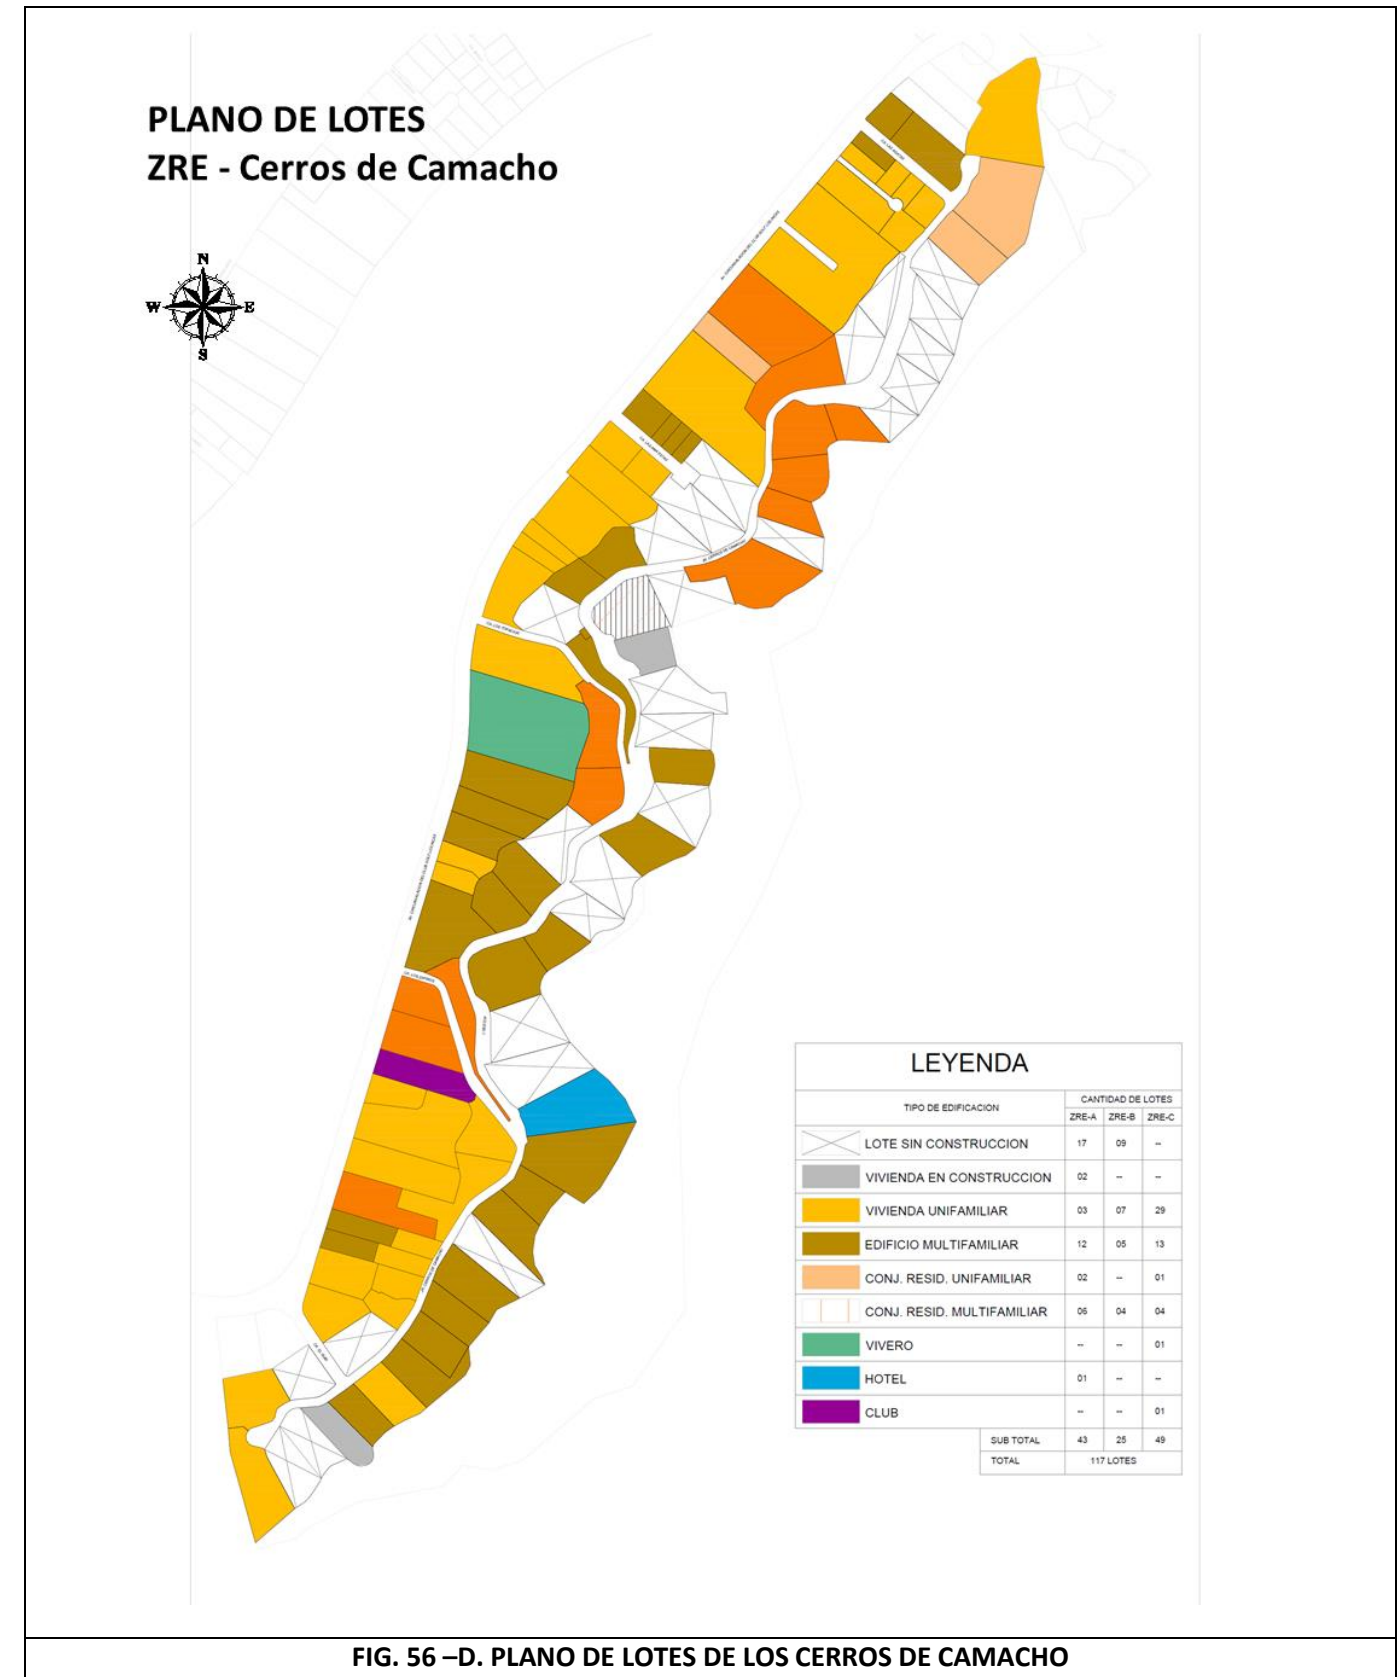 PLANO DE LOTES
ZRE - Cerros de Camacho
N
W
E
S
LEYENDA
TIPO DE EDIFICACION
CANTIDAD DE LOTES
ZRE-A ZRE-B ZRE-C
LOTE SIN CONSTRUCCION 17 09 --
VIVIENDA EN CONSTRUCCION 02 -- --
VIVIENDA UNIFAMILIAR 03 07 29
EDIFICIO MULTIFAMILIAR 12 05 13
CONJ. RESID. UNIFAMILIAR 02 -- 01
CONJ. RESID. MULTIFAMILIAR 06 04 04
VIVERO -- -- 01
HOTEL 01 -- --
CLUB -- -- 01
SUB TOTAL 43 25 49
TOTAL 117 LOTES
FIG. 56 –D. PLANO DE LOTES DE LOS CERROS DE CAMACHO